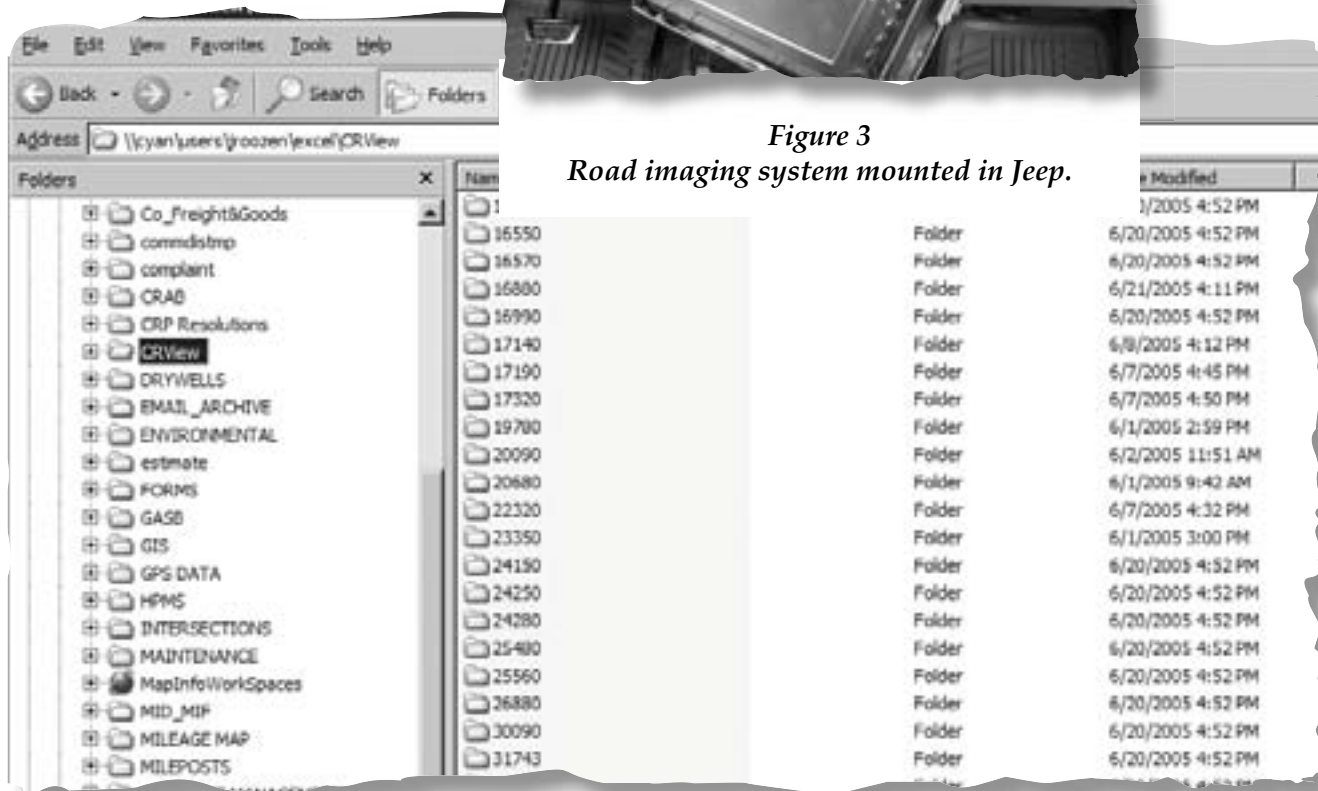 File Edit View Favorites Tools Help
Back Search Folders
Address \\cyan\users\jroozen\excel\CRView
Figure 3
Road imaging system mounted in Jeep.
Folders
Co_Freight&Goods
commdistmp
complaint
CRAB
CRP Resolutions
CRView
DRYWELLS
EMAIL_ARCHIVE
ENVIRONMENTAL
estimate
FORMS
GASB
GIS
GPS DATA
HPMS
INTERSECTIONS
MAINTENANCE
MapInfoWorkSpaces
MID_MIF
MILEAGE MAP
MILEPOSTS
Modified
/2005 4:52 PM
16550 Folder 6/20/2005 4:52 PM
16570 Folder 6/20/2005 4:52 PM
16880 Folder 6/21/2005 4:11 PM
16990 Folder 6/20/2005 4:52 PM
17140 Folder 6/8/2005 4:12 PM
17190 Folder 6/7/2005 4:45 PM
17320 Folder 6/7/2005 4:50 PM
19780 Folder 6/1/2005 2:59 PM
20090 Folder 6/2/2005 11:51 AM
20680 Folder 6/1/2005 9:42 AM
22320 Folder 6/7/2005 4:32 PM
23350 Folder 6/1/2005 3:00 PM
24150 Folder 6/20/2005 4:52 PM
24250 Folder 6/20/2005 4:52 PM
24280 Folder 6/20/2005 4:52 PM
25480 Folder 6/20/2005 4:52 PM
25560 Folder 6/20/2005 4:52 PM
26880 Folder 6/20/2005 4:52 PM
30090 Folder 6/20/2005 4:52 PM
31743 Folder 6/20/2005 4:52 PM